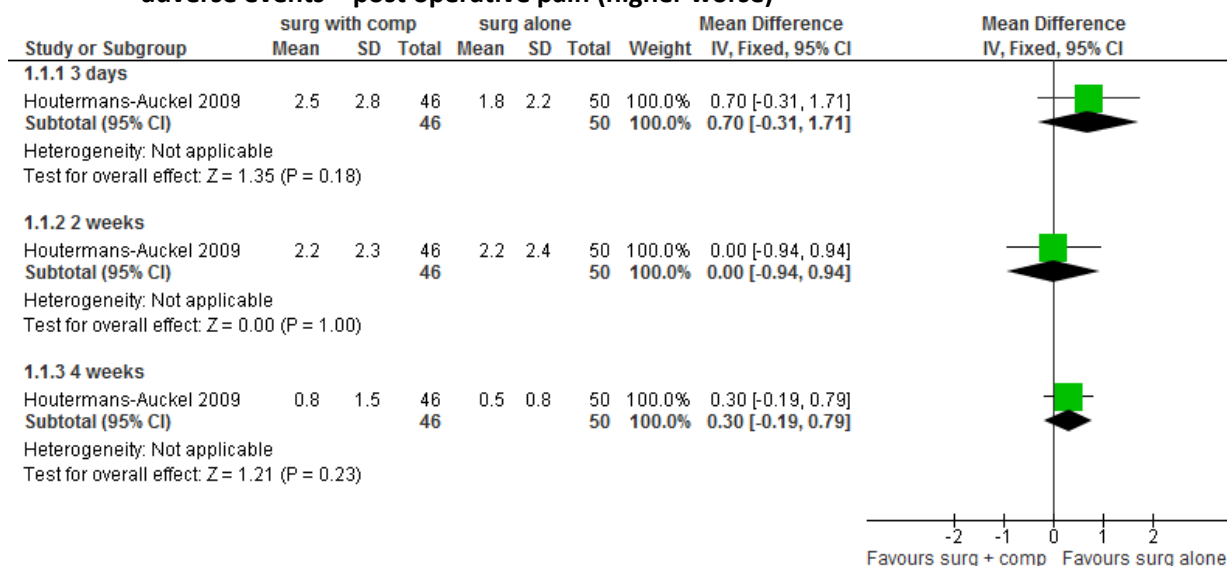 adverse events – post operative pain (higher worse)
surg with comp surg alone Mean Difference Mean Difference
Study or Subgroup Mean SD Total Mean SD Total Weight IV, Fixed, 95% CI IV, Fixed, 95% CI
1.1.1 3 days
Houtermans-Auckel 2009 2.5 2.8 46 1.8 2.2 50 100.0% 0.70 [-0.31, 1.71]
Subtotal (95% CI) 46 50 100.0% 0.70 [-0.31, 1.71]
Heterogeneity: Not applicable
Test for overall effect: Z = 1.35 (P = 0.18)
1.1.2 2 weeks
Houtermans-Auckel 2009 2.2 2.3 46 2.2 2.4 50 100.0% 0.00 [-0.94, 0.94]
Subtotal (95% CI) 46 50 100.0% 0.00 [-0.94, 0.94]
Heterogeneity: Not applicable
Test for overall effect: Z = 0.00 (P = 1.00)
1.1.3 4 weeks
Houtermans-Auckel 2009 0.8 1.5 46 0.5 0.8 50 100.0% 0.30 [-0.19, 0.79]
Subtotal (95% CI) 46 50 100.0% 0.30 [-0.19, 0.79]
Heterogeneity: Not applicable
Test for overall effect: Z = 1.21 (P = 0.23)
-2 -1 0 1 2
Favours surg + comp Favours surg alone